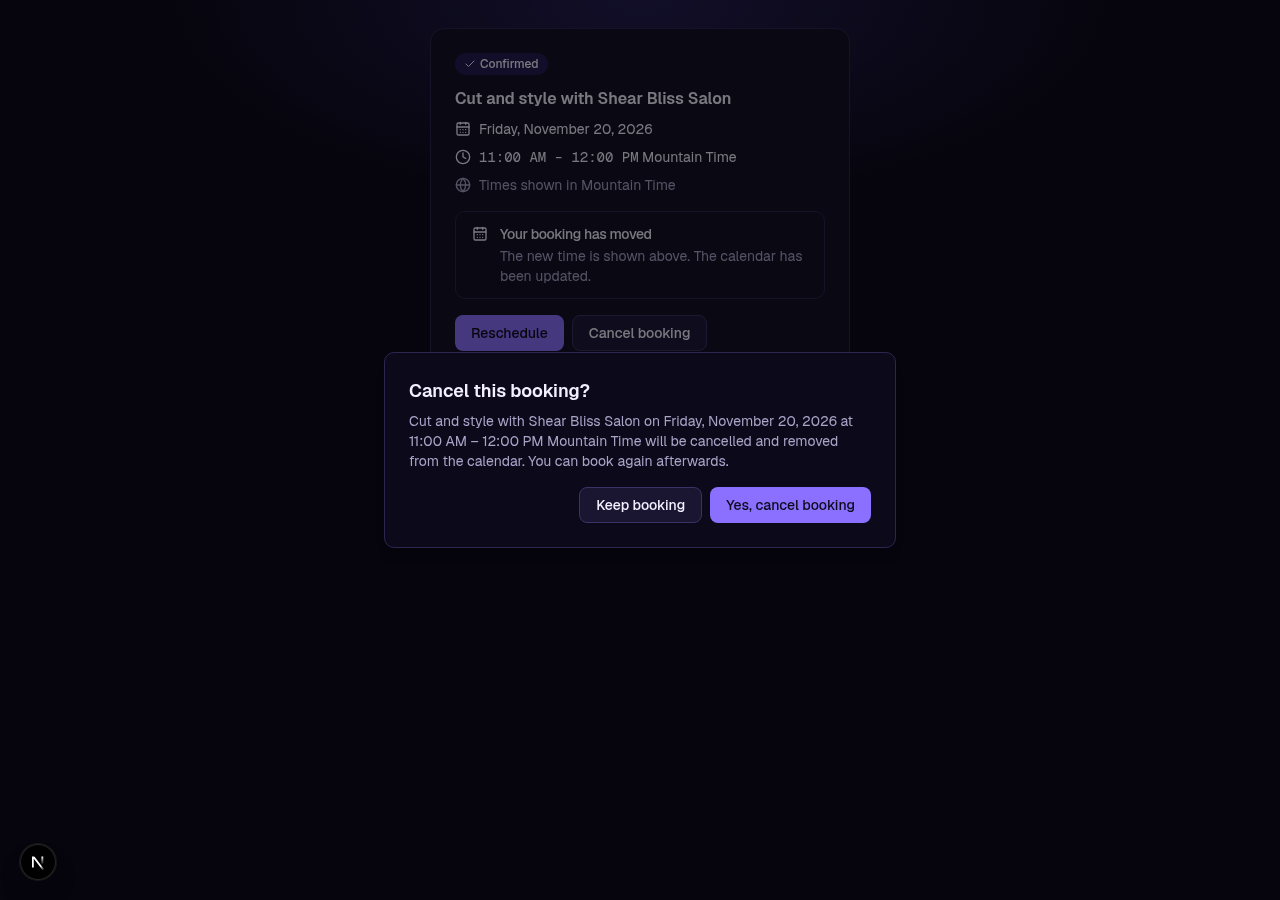 Confirmed
Cut and style with Shear Bliss Salon
Friday, November 20, 2026
11:00 AM – 12:00 PM Mountain Time
Times shown in Mountain Time
Your booking has moved
The new time is shown above. The calendar has
been updated.
Reschedule
Cancel booking
Cancel this booking?
Cut and style with Shear Bliss Salon on Friday, November 20, 2026 at
11:00 AM – 12:00 PM Mountain Time will be cancelled and removed
from the calendar. You can book again afterwards.
Keep booking
Yes, cancel booking
N